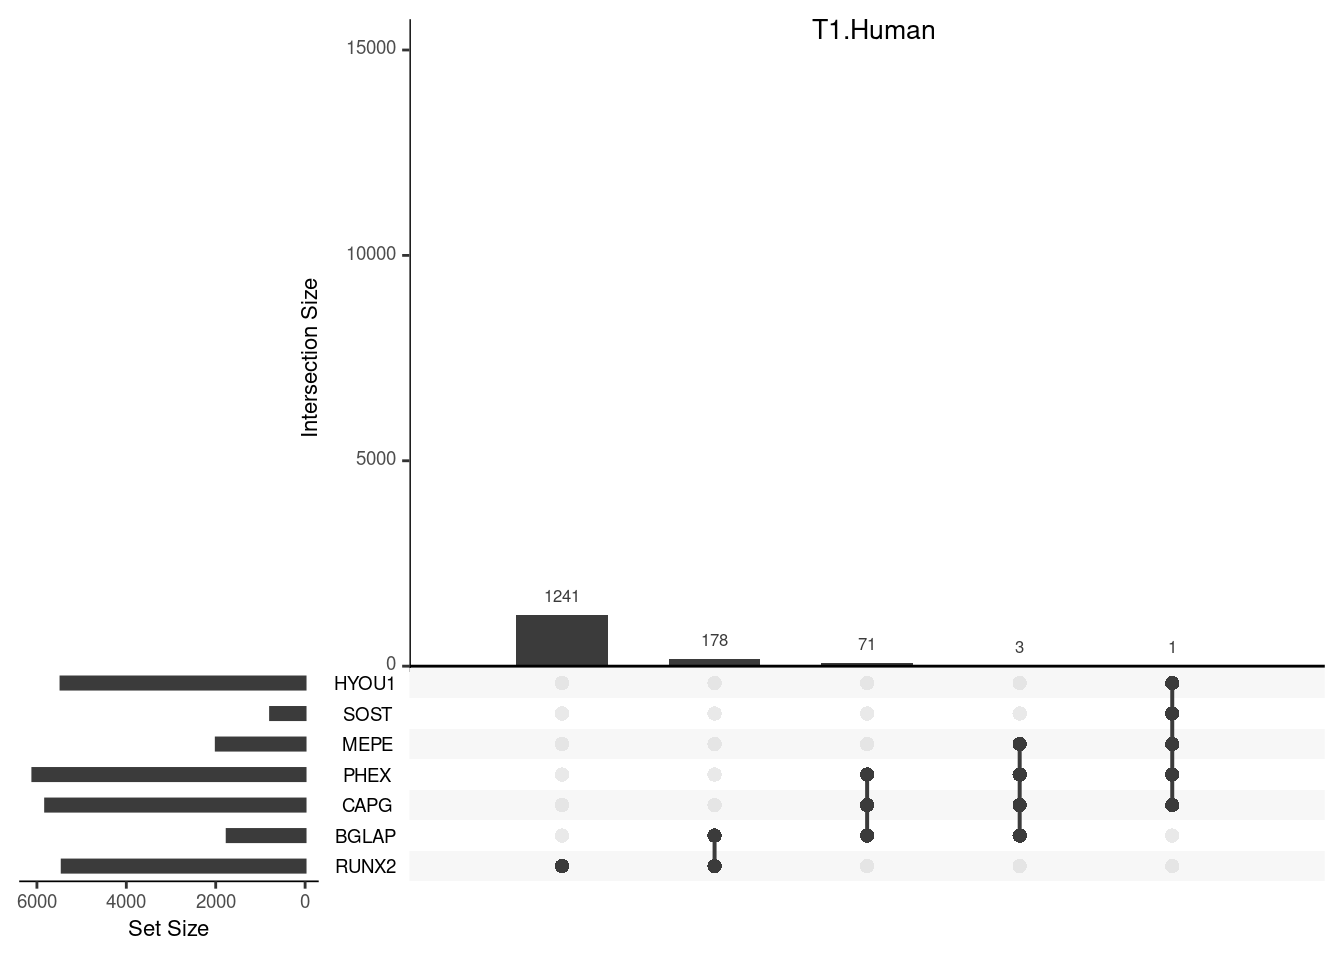 T1.Human
15000
10000
5000
0
Intersection Size
1241
178
71
3
1
HYOU1
SOST
MEPE
PHEX
CAPG
BGLAP
RUNX2
6000 4000 2000 0
Set Size